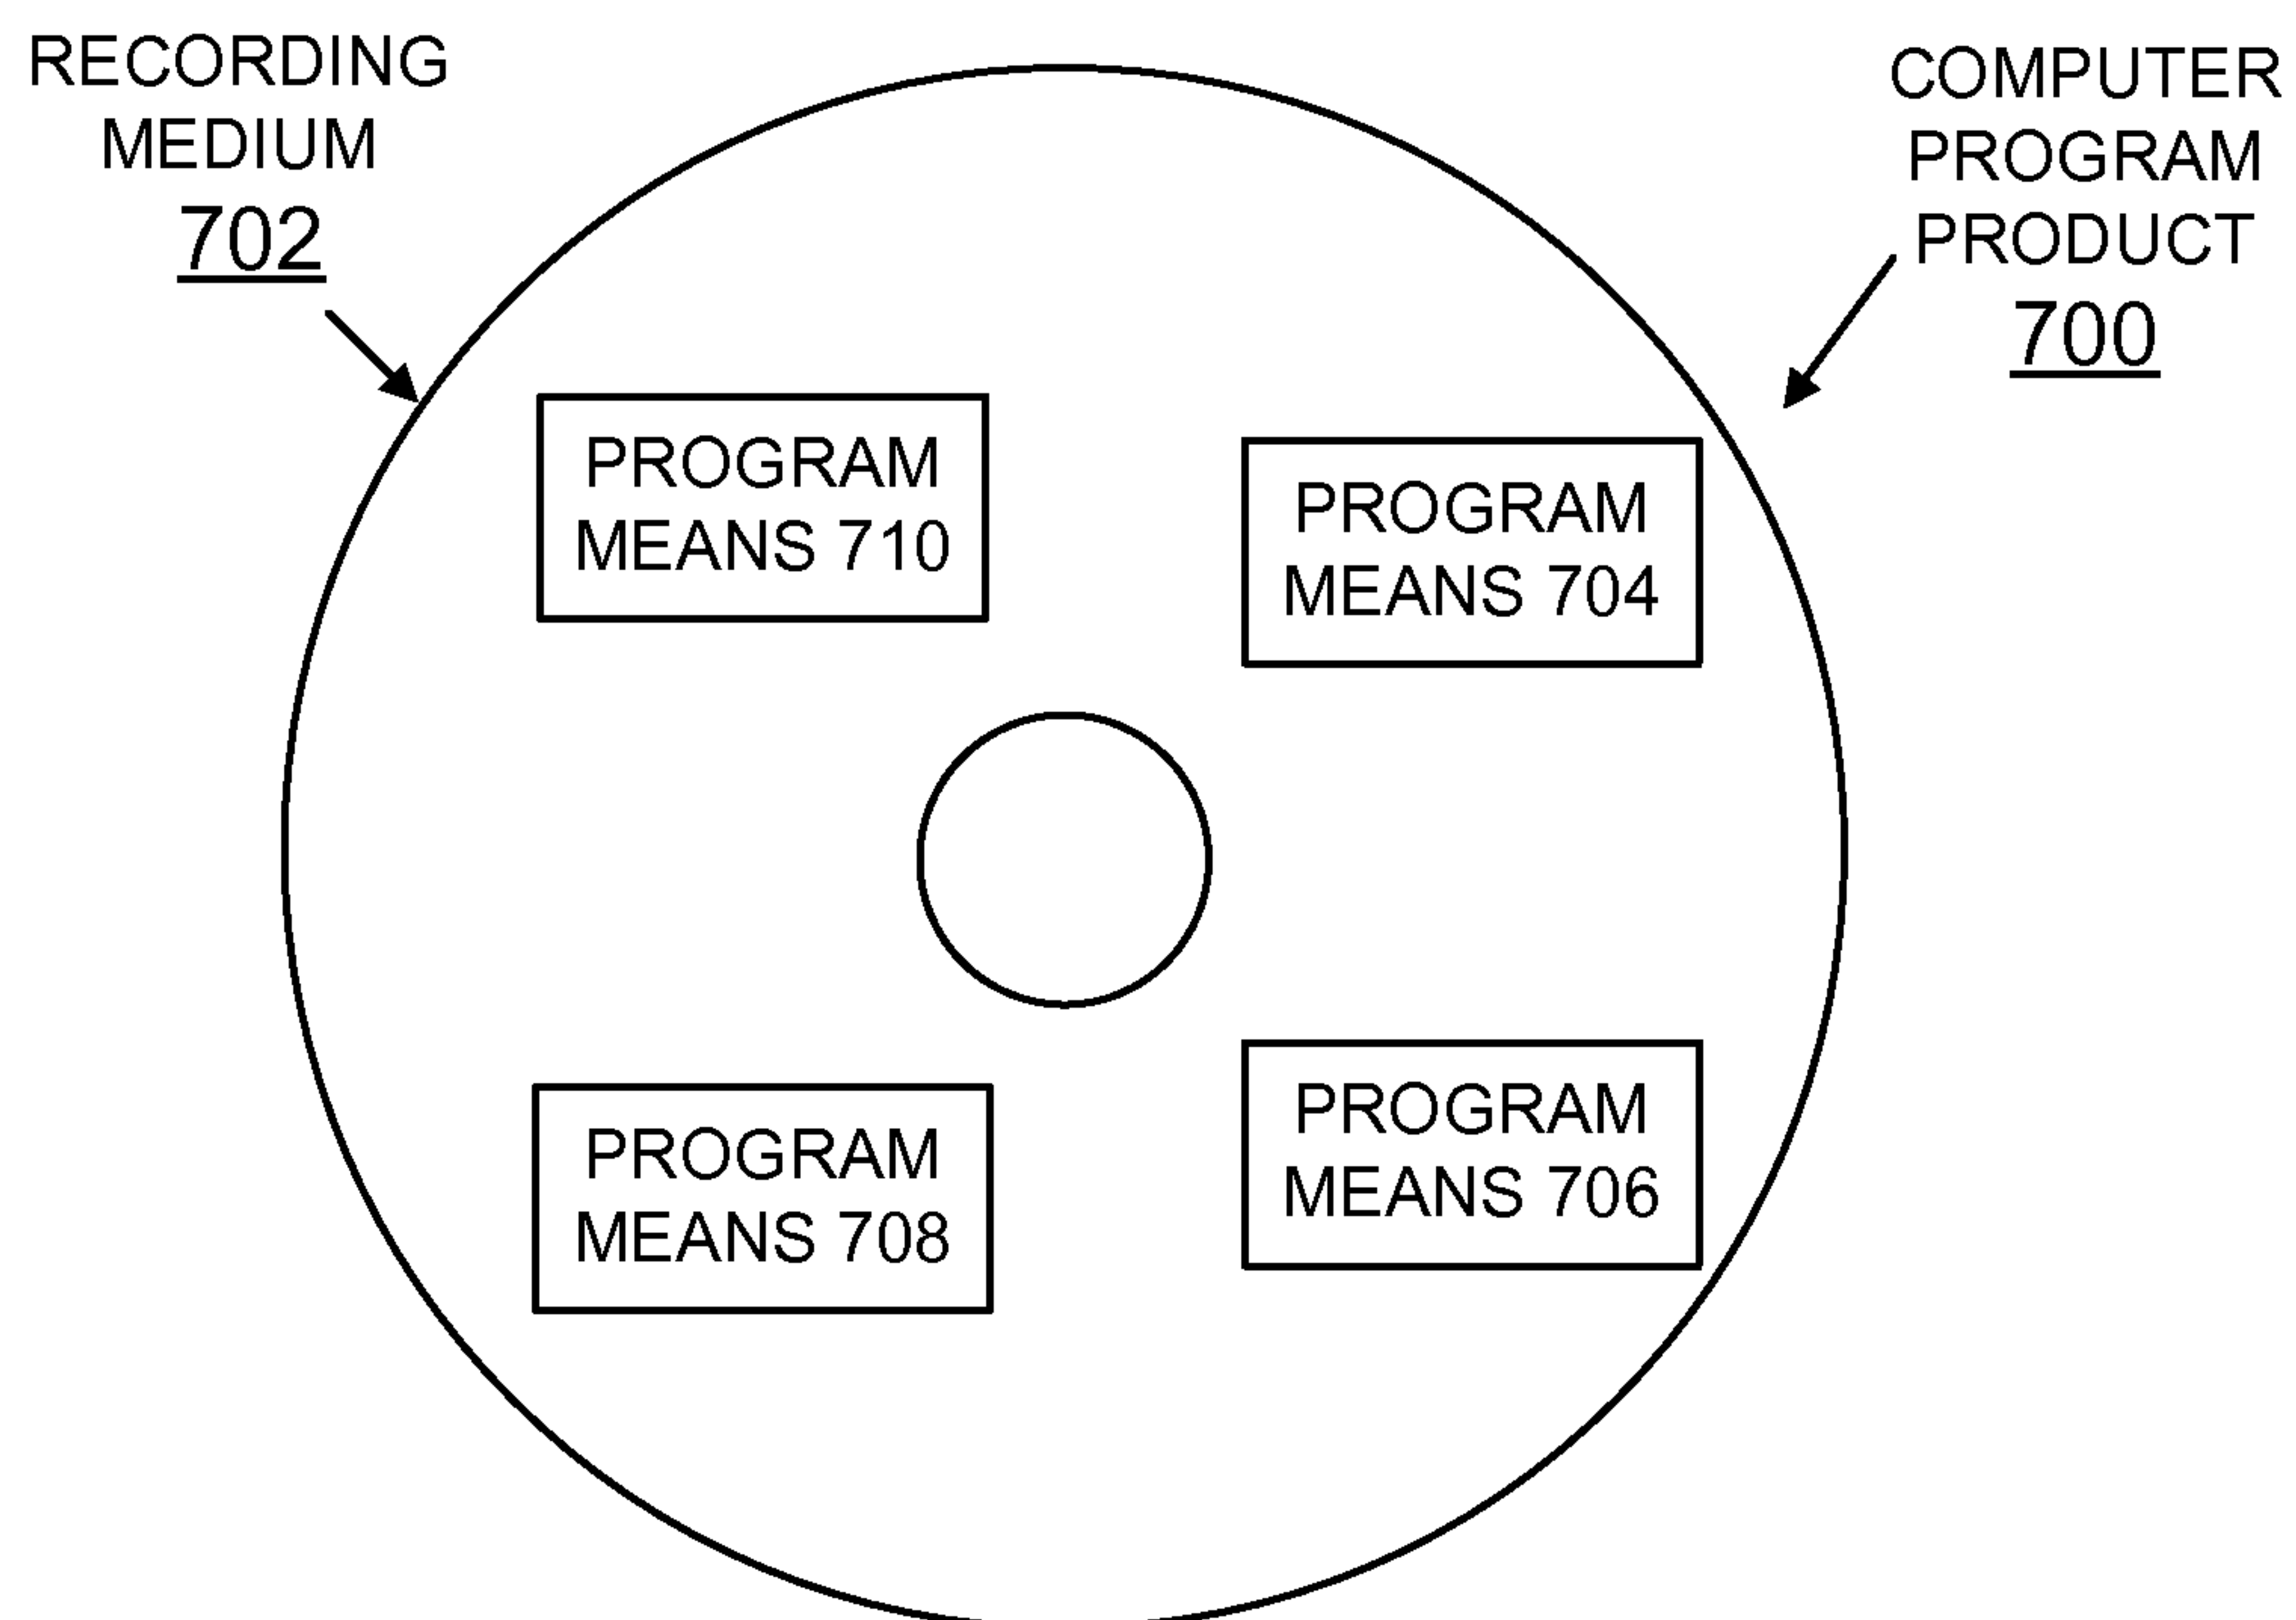 RECORDING
MEDIUM
702
COMPUTER
PROGRAM
PRODUCT
700
PROGRAM
MEANS 710
PROGRAM
MEANS 704
PROGRAM
MEANS 708
PROGRAM
MEANS 706